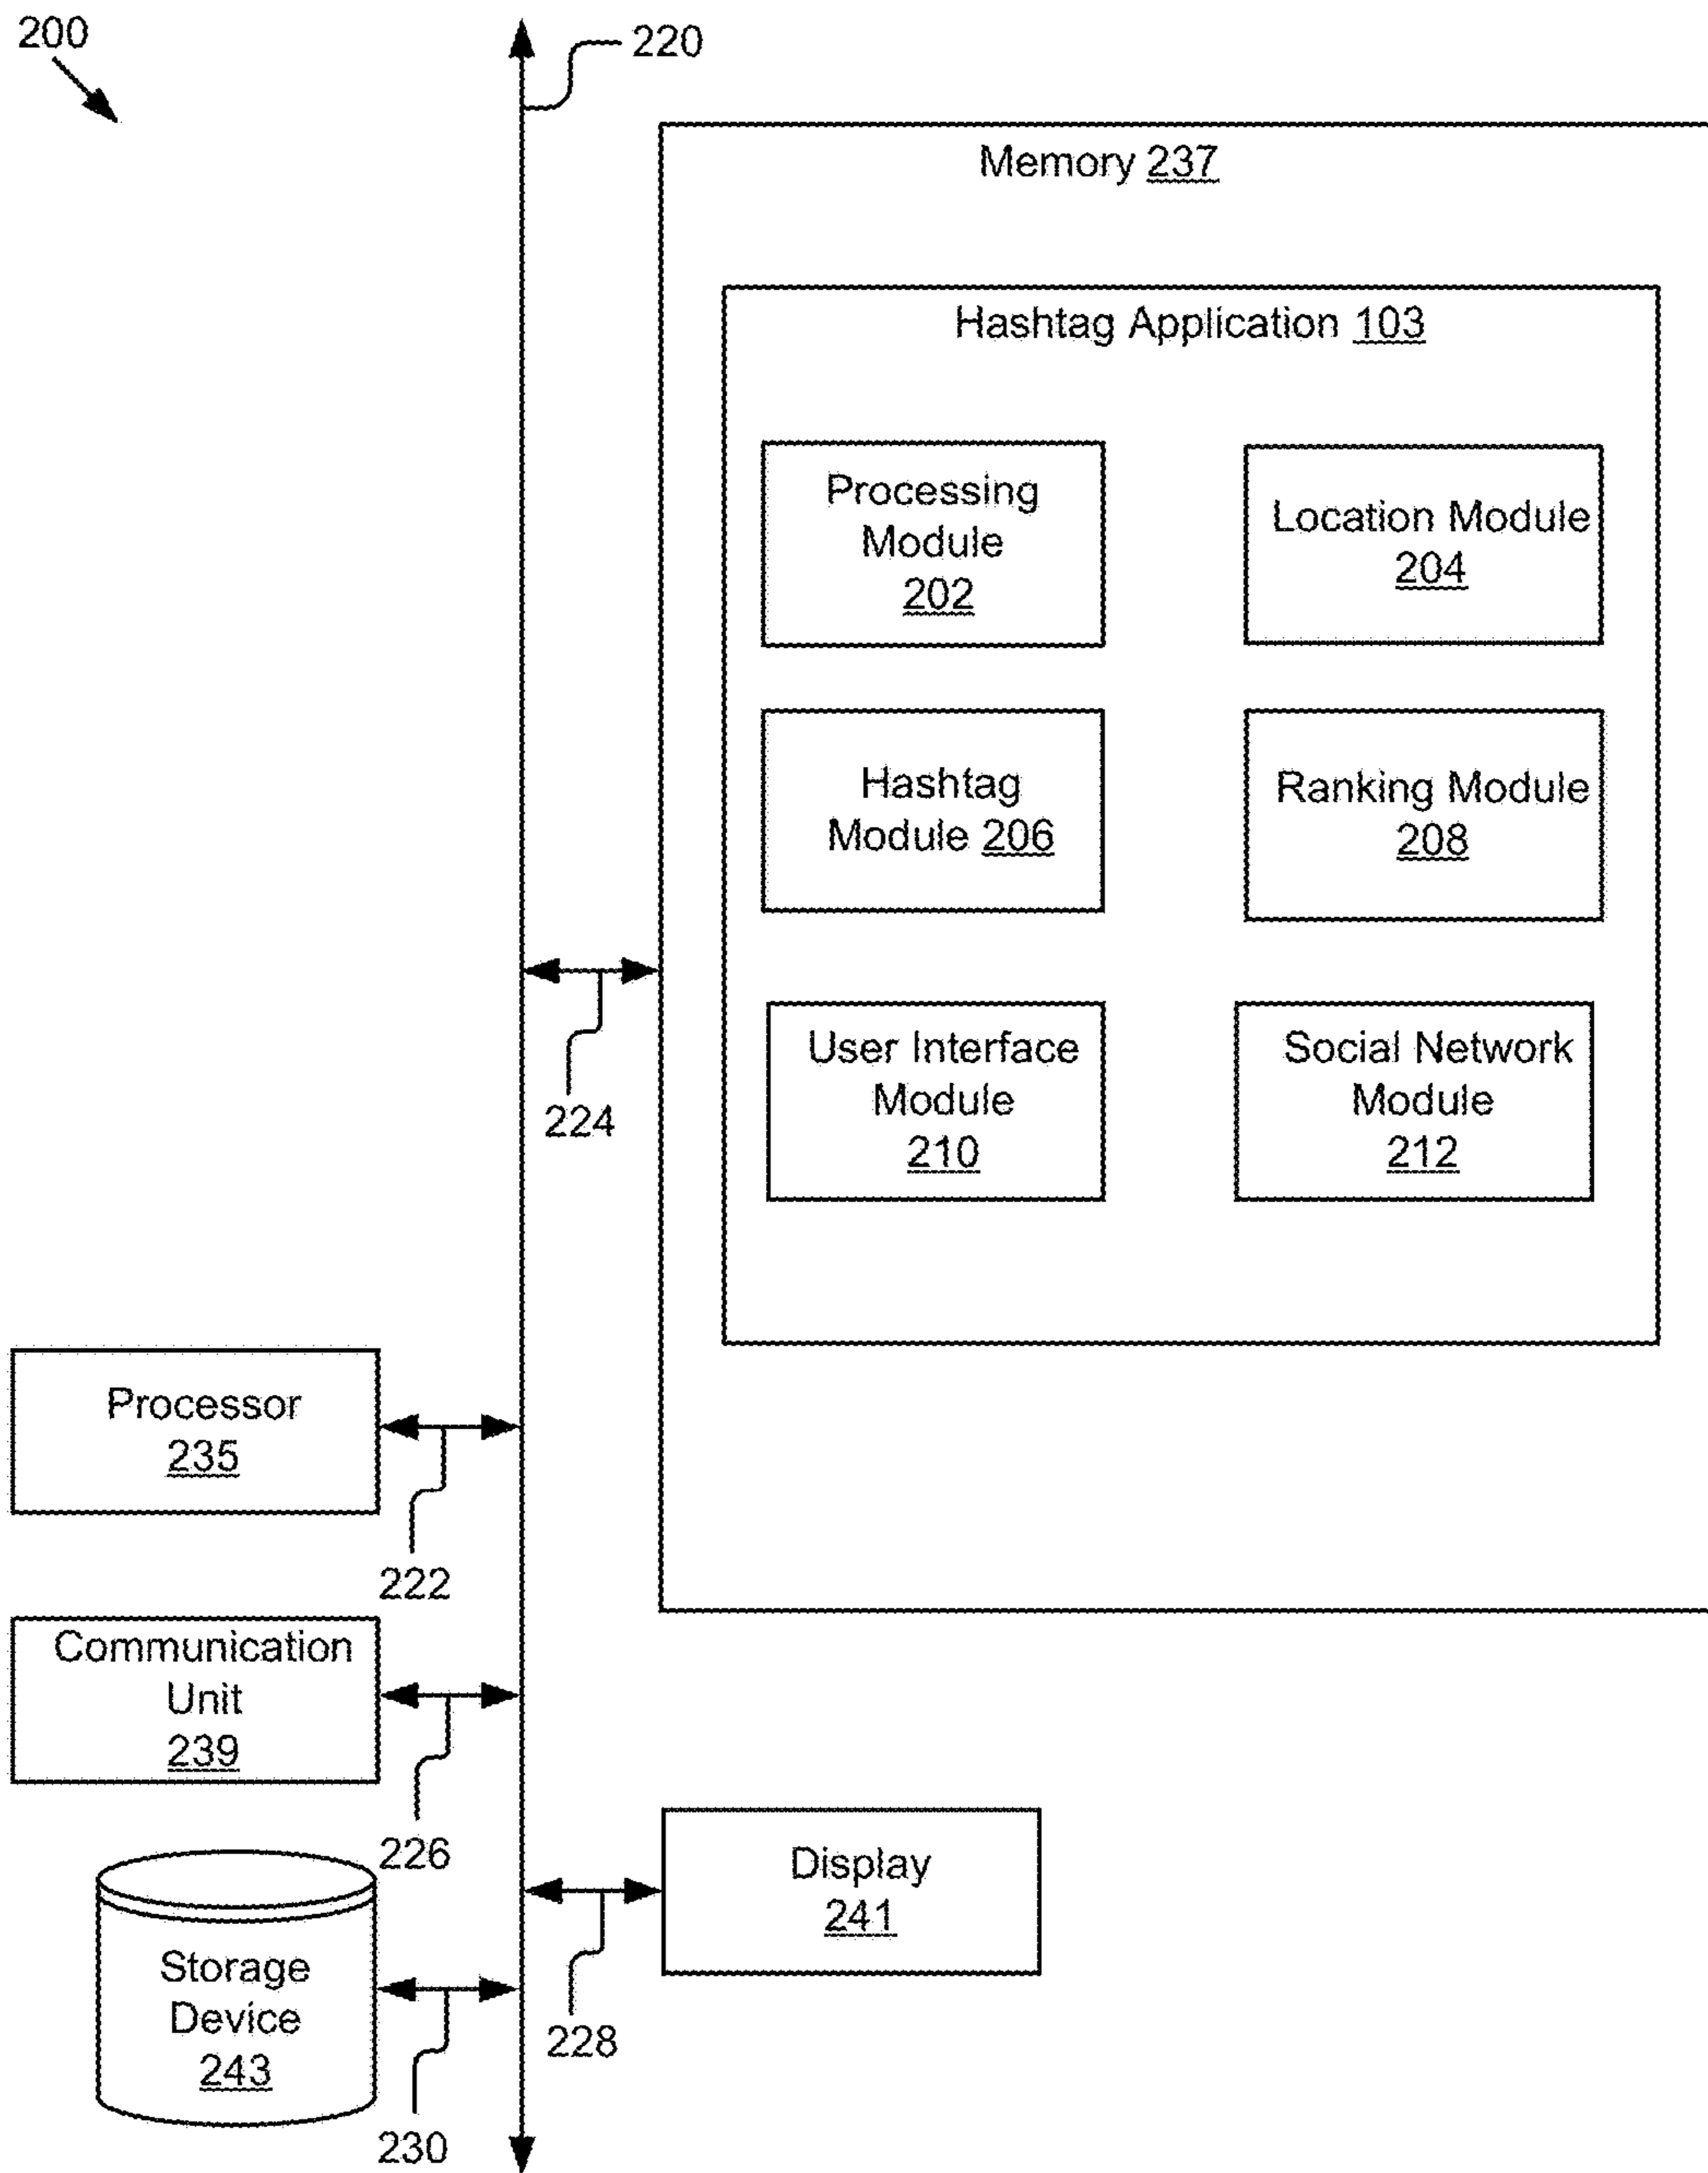 200
220
Memory 237
Hashtag Application 103
Processing
Module
202
Location Module
204
Hashtag
Module 206
Ranking Module
208
224
User Interface
Module
210
Social Network
Module
212
Processor
235
222
Communication
Unit
239
226
Display
241
228
Storage
Device
243
230